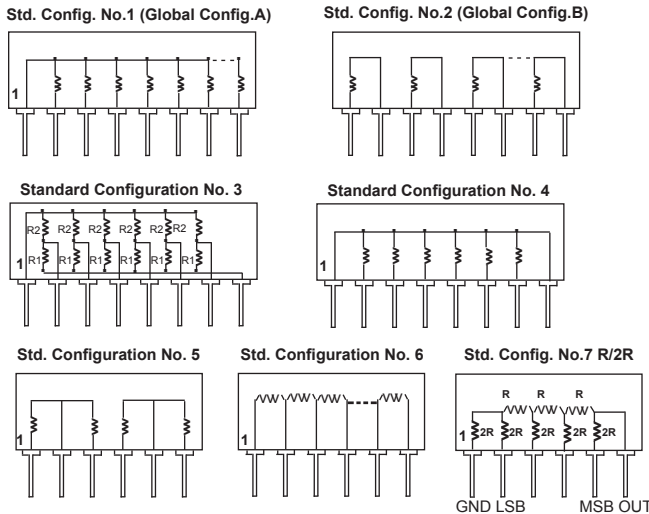 Std. Config. No.1 (Global Config.A)
Std. Config. No.2 (Global Config.B)
1
Standard Configuration No. 3
Standard Configuration No. 4
R2 R2 R2 R2 R2
R1 R1 R1 R1 R1 R1
1
1
Std. Configuration No. 5
Std. Configuration No. 6
Std. Config. No.7 R/2R
R R R
1
1
1 2R 2R 2R 2R 2R
GND LSB MSB OUT